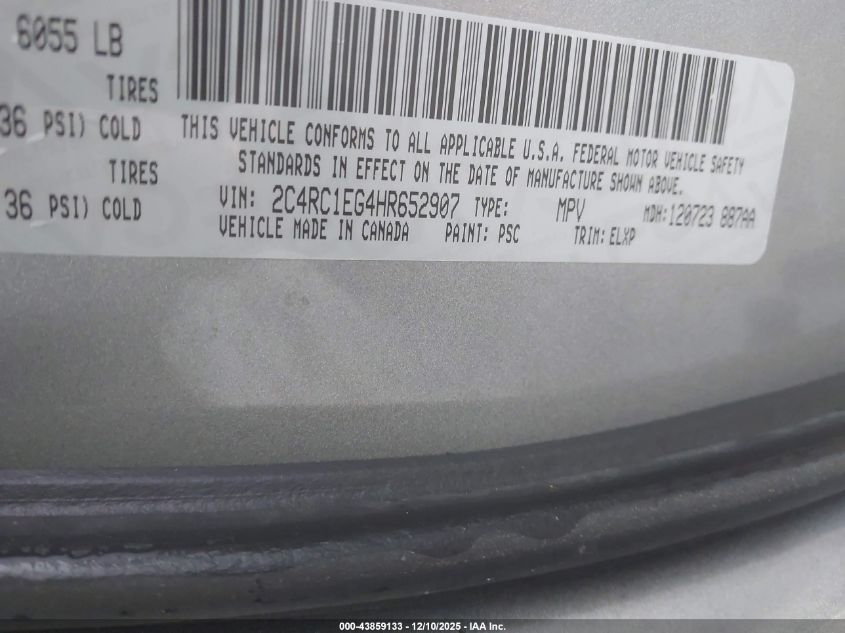 6055 LB
TIRES
36 PSI) COLD
THIS VEHICLE CONFORMS TO ALL APPLICABLE U.S.A. FEDERAL MOTOR VEHICLE SAFETY
STANDARDS IN EFFECT ON THE DATE OF MANUFACTURE SHOWN ABOVE.
TIRES
36 PSI) COLD
VIN: 2C4RC1EG4HR652907 TYPE: MPV MDH: 120723 887AA
VEHICLE MADE IN CANADA PAINT: PSC TRIM: ELXP
000-43859133 - 12/10/2025 - IAA Inc.